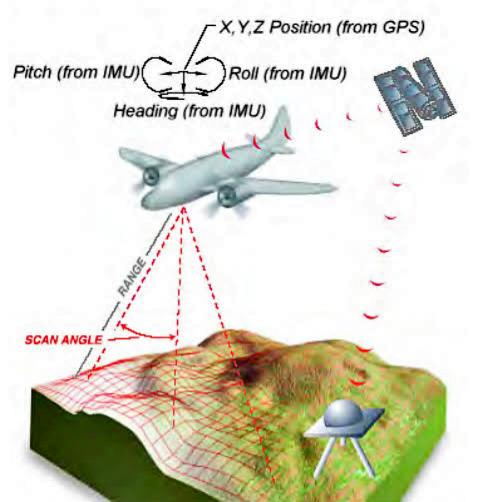 X,Y,Z Position (from GPS)
Pitch (from IMU)
Roll (from IMU)
Heading (from IMU)
RANGE
SCAN ANGLE